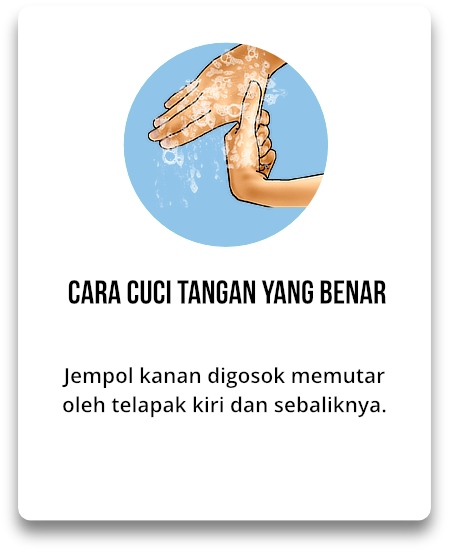 CARA CUCI TANGAN YANG BENAR
Jempol kanan digosok memutar
oleh telapak kiri dan sebaliknya.